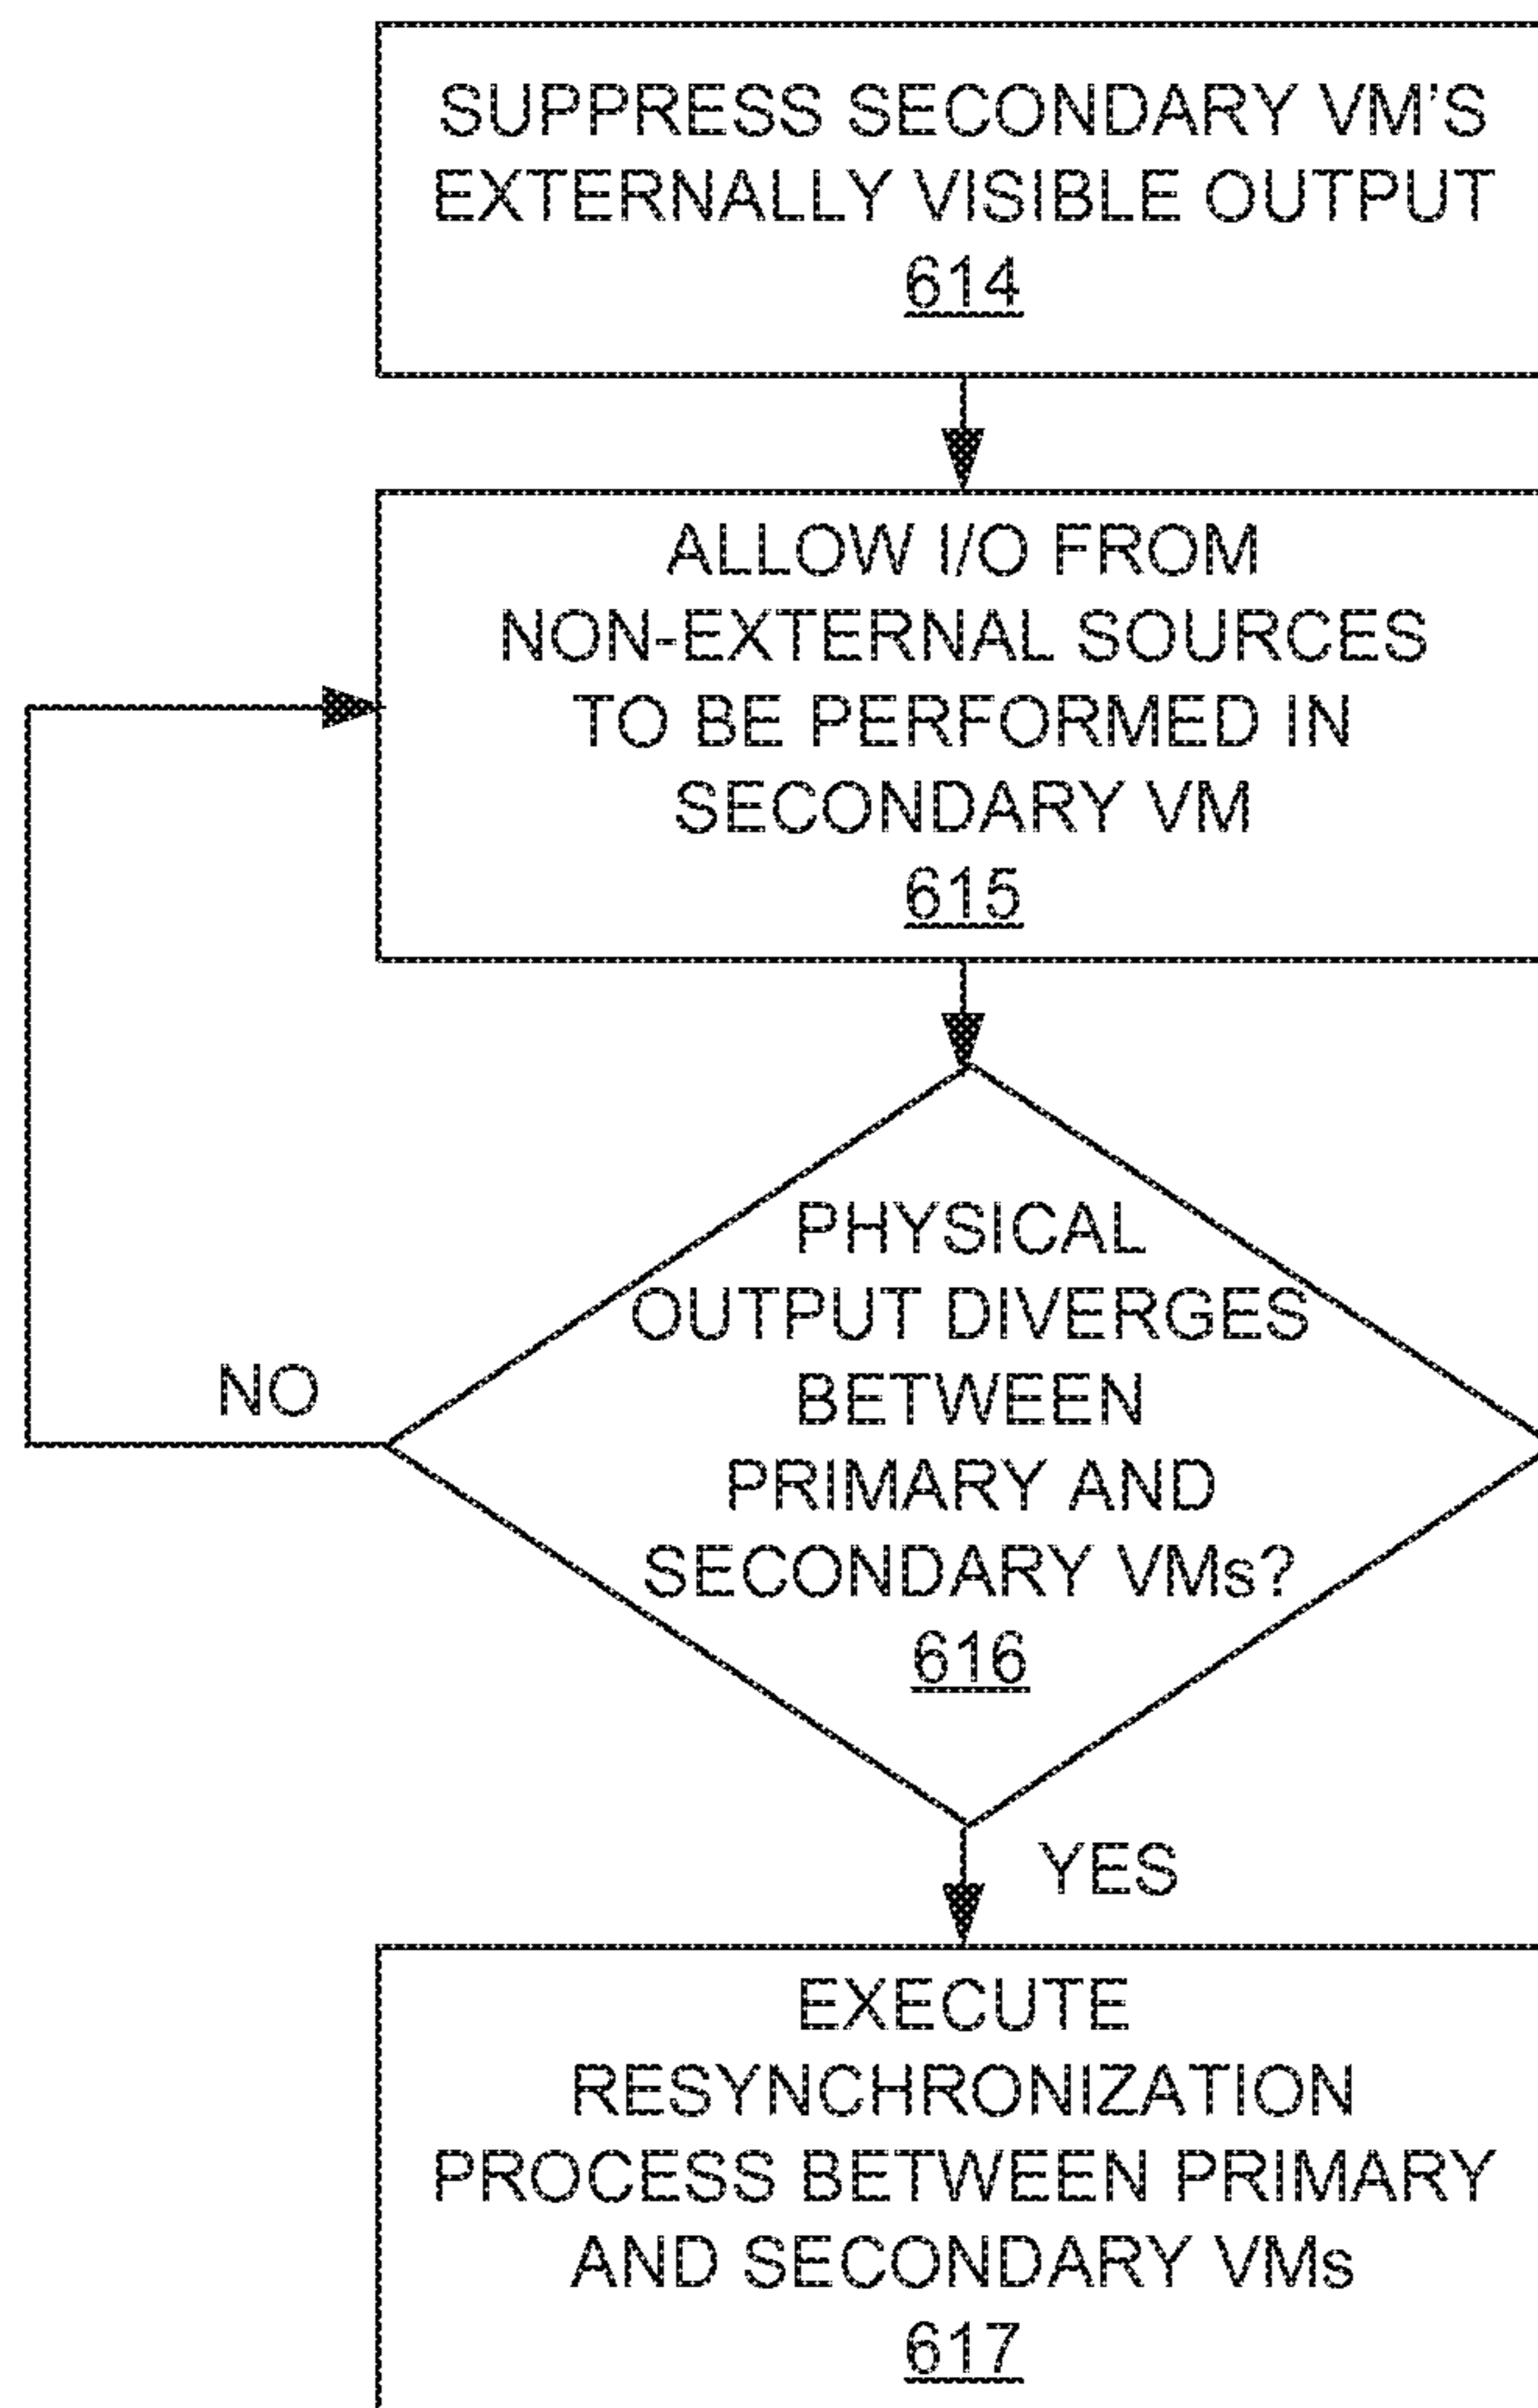 SUPPRESS SECONDARY VM'S
EXTERNALLY VISIBLE OUTPUT
614
ALLOW I/O FROM
NON-EXTERNAL SOURCES
TO BE PERFORMED IN
SECONDARY VM
615
PHYSICAL
OUTPUT DIVERGES
BETWEEN
PRIMARY AND
SECONDARY VMs?
616
NO
YES
EXECUTE
RESYNCHRONIZATION
PROCESS BETWEEN PRIMARY
AND SECONDARY VMs
617